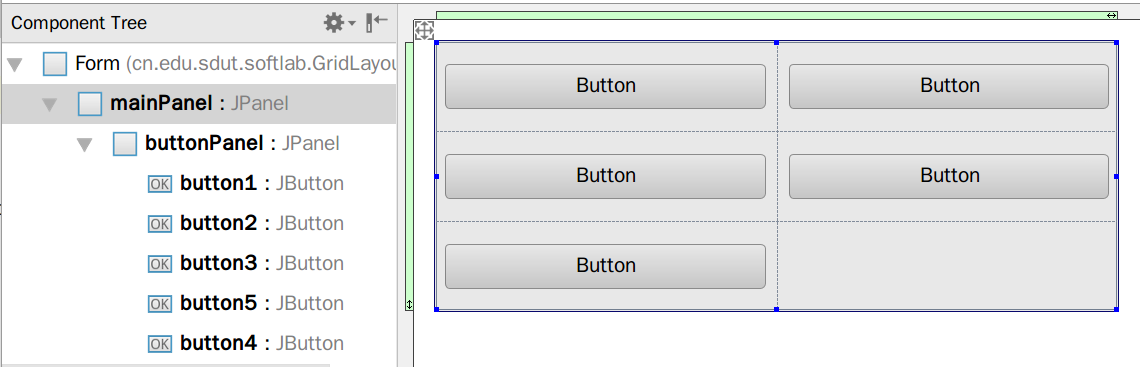 Component Tree
Form (cn.edu.sdut.softlab.GridLayou
mainPanel : JPanel
buttonPanel : JPanel
OK button1 : JButton
OK button2 : JButton
OK button3 : JButton
OK button5 : JButton
OK button4 : JButton
Button Button
Button Button
Button